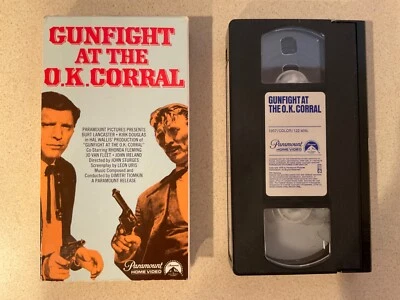 GUNFIGHT
AT THE
O.K. CORRAL
PARAMOUNT PICTURES PRESENTS
BURT LANCASTER • KIRK DOUGLAS
in HAL WALLIS' PRODUCTION of
"GUNFIGHT AT THE O.K. CORRAL"
Co-Starring RHONDA FLEMING
JO VAN FLEET • JOHN IRELAND
Directed by JOHN STURGES
Screenplay by LEON URIS
Music Composed and
Conducted by DIMITRI TIOMKIN
A PARAMOUNT RELEASE
Paramount
HOME VIDEO
Paramount
GUNFIGHT AT
THE O.K. CORRAL
Paramount
HOME VIDEO